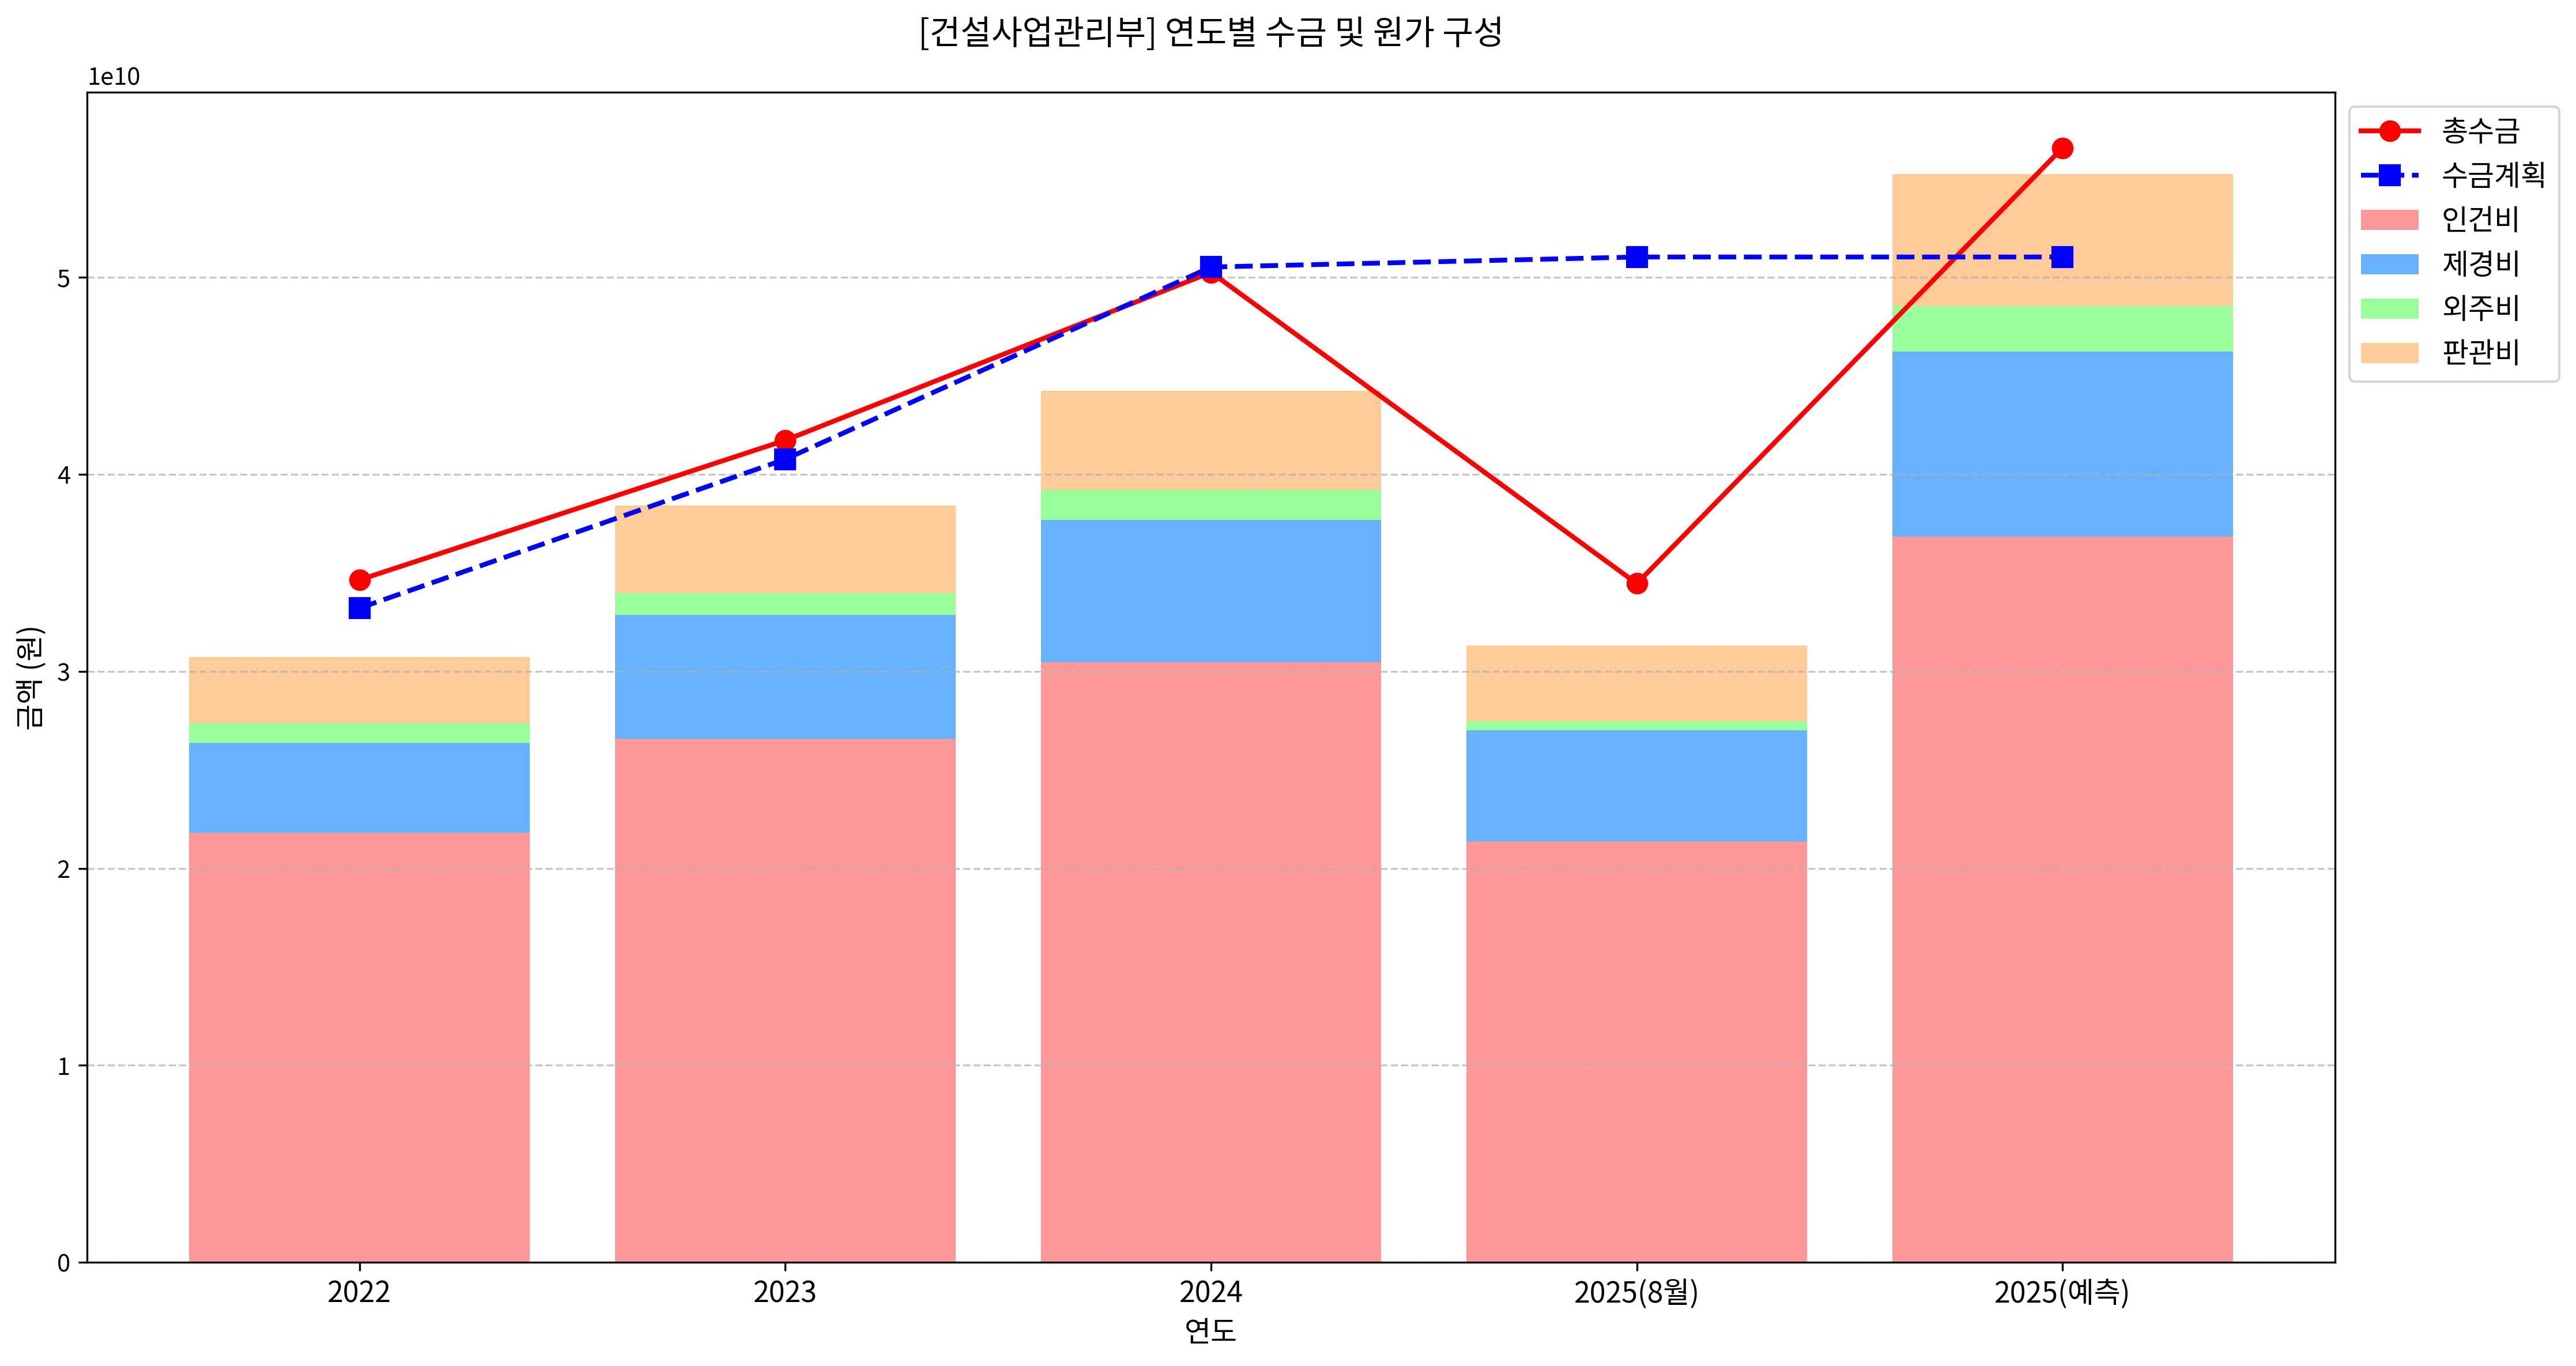 [건설사업관리부] 연도별 수금 및 원가 구성
1e10
총수금
수금계획
인건비
제경비
외주비
판관비
5
4
3
2
1
0
금액 (원)
2022
2023
2024
2025(8월)
2025(예측)
연도